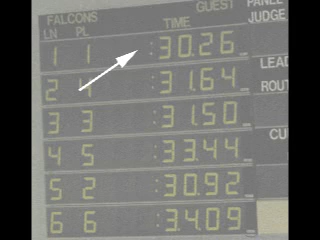 FALCONS GUEST PANEL
LN PL TIME JUDGE
1 1 :30.26
2 4 :31.64 LEAD
3 3 :31.50 ROUT
4 5 :33.44 CU
5 2 :30.92
6 6 :34.09